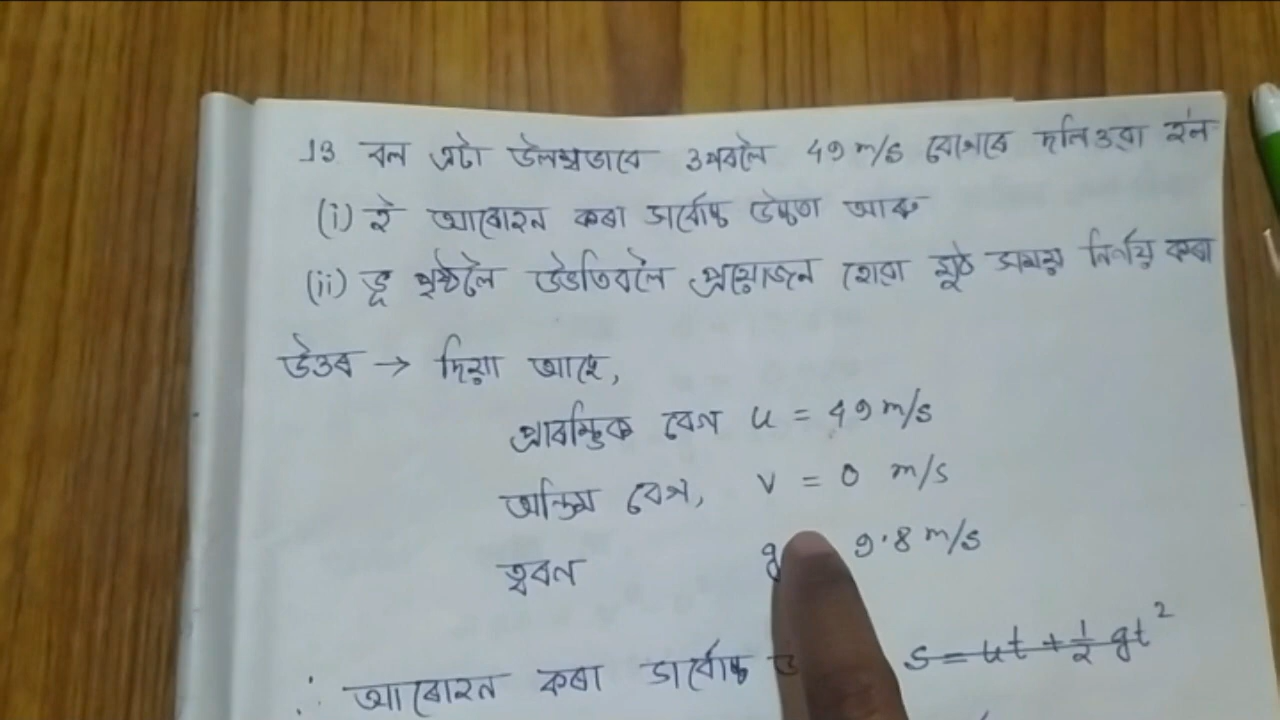 13 বল এটা উলম্বভাৱে ওপৰলৈ 49 m/s বেগেৰে দলিওৱা হ'ল
(i) ই আৰোহন কৰা সৰ্বোচ্চ উচ্চতা আৰু
(ii) ভূ পৃষ্ঠলৈ উভতিবলৈ প্ৰয়োজন হোৱা মুঠ সময় নিৰ্ণয় কৰা
উত্তৰ → দিয়া আছে,
প্ৰাৰম্ভিক বেগ u = 49 m/s
অন্তিম বেগ, v = 0 m/s
ত্বৰণ g 9.8 m/s
∴ আৰোহন কৰা সৰ্বোচ্চ উ s = ut + ½ gt²